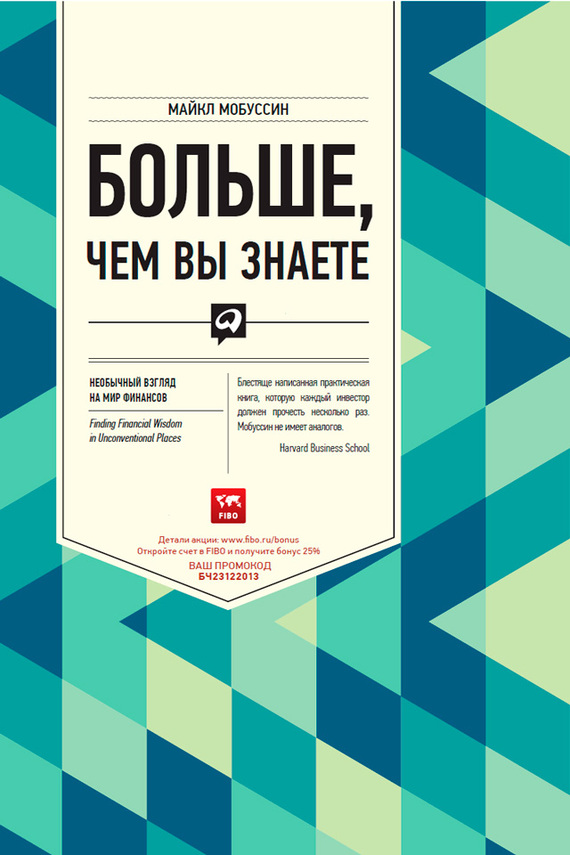 МАЙКЛ МОБУССИН
БОЛЬШЕ,
ЧЕМ ВЫ ЗНАЕТЕ
НЕОБЫЧНЫЙ ВЗГЛЯД
НА МИР ФИНАНСОВ
Finding Financial Wisdom
in Unconventional Places
Блестяще написанная практическая
книга, которую каждый инвестор
должен прочесть несколько раз.
Мобуссин не имеет аналогов.
Harvard Business School
FIBO
Детали акции: www.fibo.ru/bonus
Откройте счет в FIBO и получите бонус 25%
ВАШ ПРОМОКОД
БЧ23122013